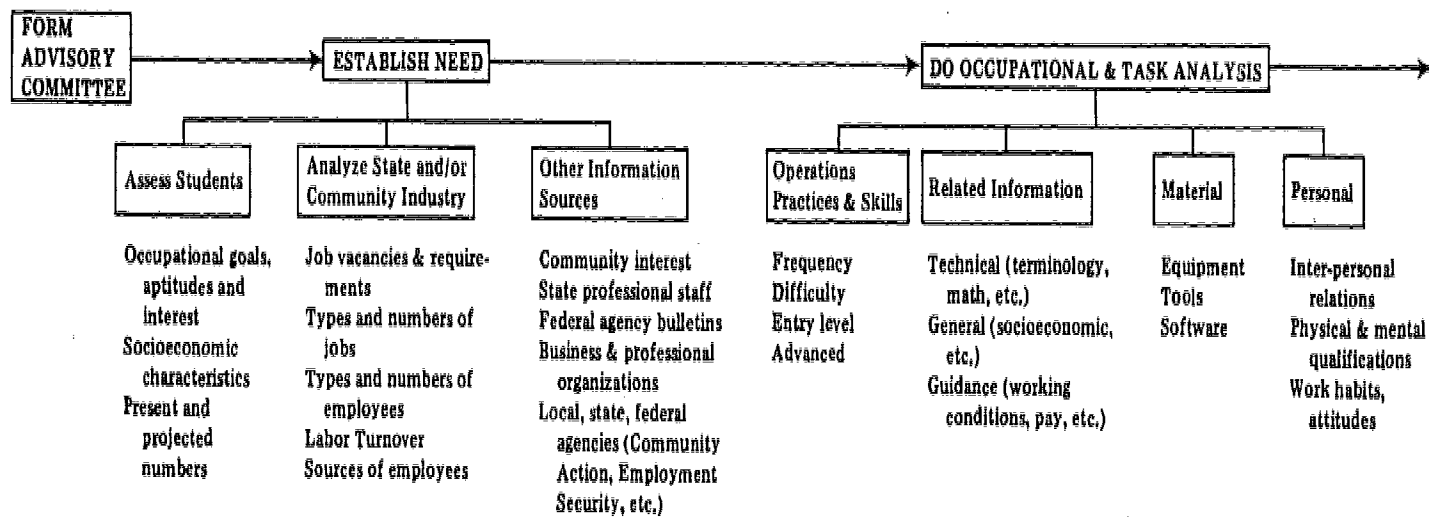 FORM
ADVISORY
COMMITTEE
ESTABLISH NEED
DO OCCUPATIONAL & TASK ANALYSIS
Assess Students
Analyze State and/or
Community Industry
Other Information
Sources
Operations
Practices & Skills
Related Information
Material
Personal
Occupational goals,
aptitudes and
interest
Socioeconomic
characteristics
Present and
projected
numbers
Job vacancies & require-
ments
Types and numbers of
jobs
Types and numbers of
employees
Labor Turnover
Sources of employees
Community interest
State professional staff
Federal agency bulletins
Business & professional
organizations
Local, state, federal
agencies (Community
Action, Employment
Security, etc.)
Frequency
Difficulty
Entry level
Advanced
Technical (terminology,
math, etc.)
General (socioeconomic,
etc.)
Guidance (working
conditions, pay, etc.)
Equipment
Tools
Software
Inter-personal
relations
Physical & mental
qualifications
Work habits,
attitudes